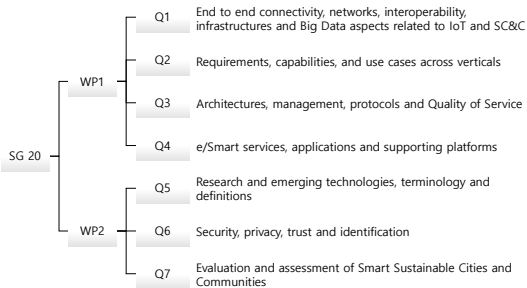 SG 20
WP1
Q1
End to end connectivity, networks, interoperability,
infrastructures and Big Data aspects related to IoT and SC&C
Q2
Requirements, capabilities, and use cases across verticals
Q3
Architectures, management, protocols and Quality of Service
Q4
e/Smart services, applications and supporting platforms
WP2
Q5
Research and emerging technologies, terminology and
definitions
Q6
Security, privacy, trust and identification
Q7
Evaluation and assessment of Smart Sustainable Cities and
Communities